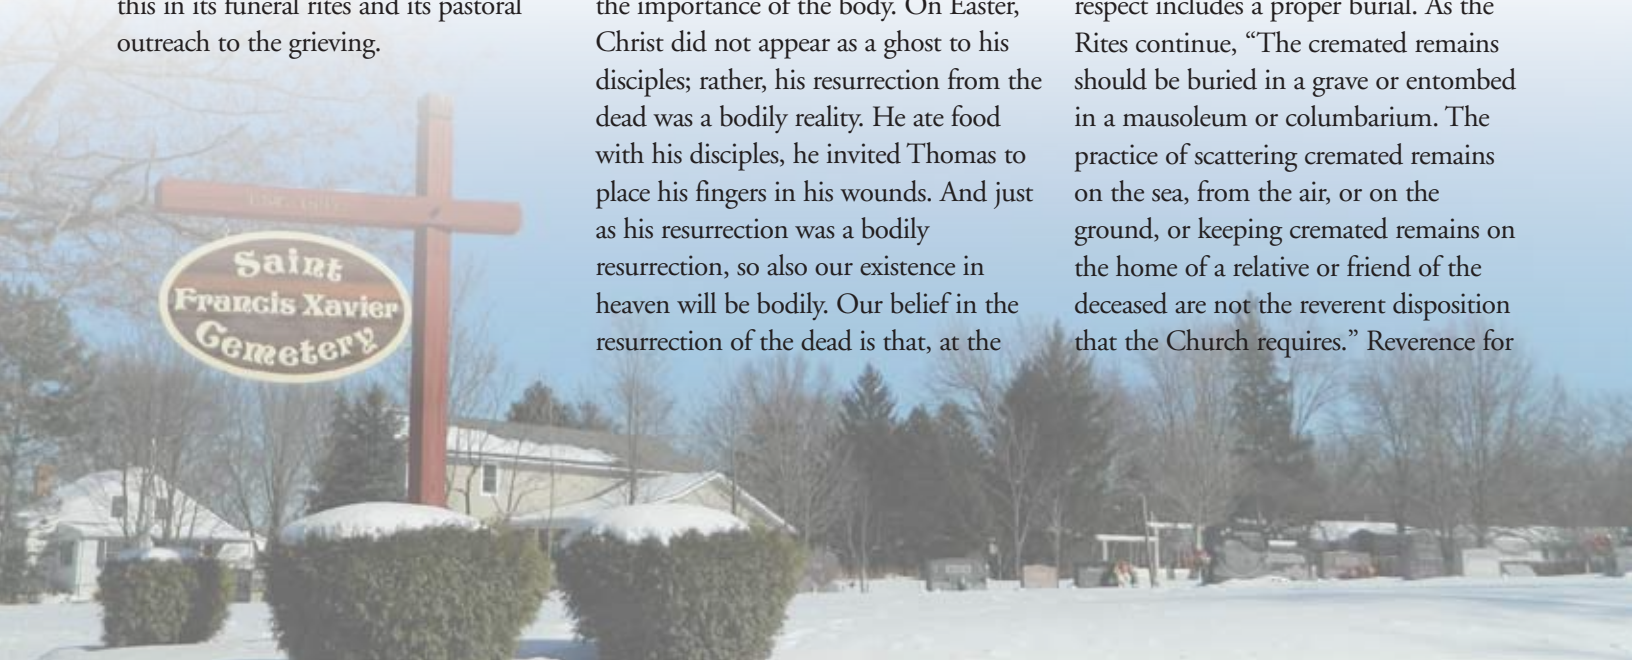 this in its funeral rites and its pastoral
outreach to the grieving.
Saint
Francis Xavier
Cemetery
the importance of the body. On Easter,
Christ did not appear as a ghost to his
disciples; rather, his resurrection from the
dead was a bodily reality. He ate food
with his disciples, he invited Thomas to
place his fingers in his wounds. And just
as his resurrection was a bodily
resurrection, so also our existence in
heaven will be bodily. Our belief in the
resurrection of the dead is that, at the
respect includes a proper burial. As the
Rites continue, “The cremated remains
should be buried in a grave or entombed
in a mausoleum or columbarium. The
practice of scattering cremated remains
on the sea, from the air, or on the
ground, or keeping cremated remains on
the home of a relative or friend of the
deceased are not the reverent disposition
that the Church requires.” Reverence for